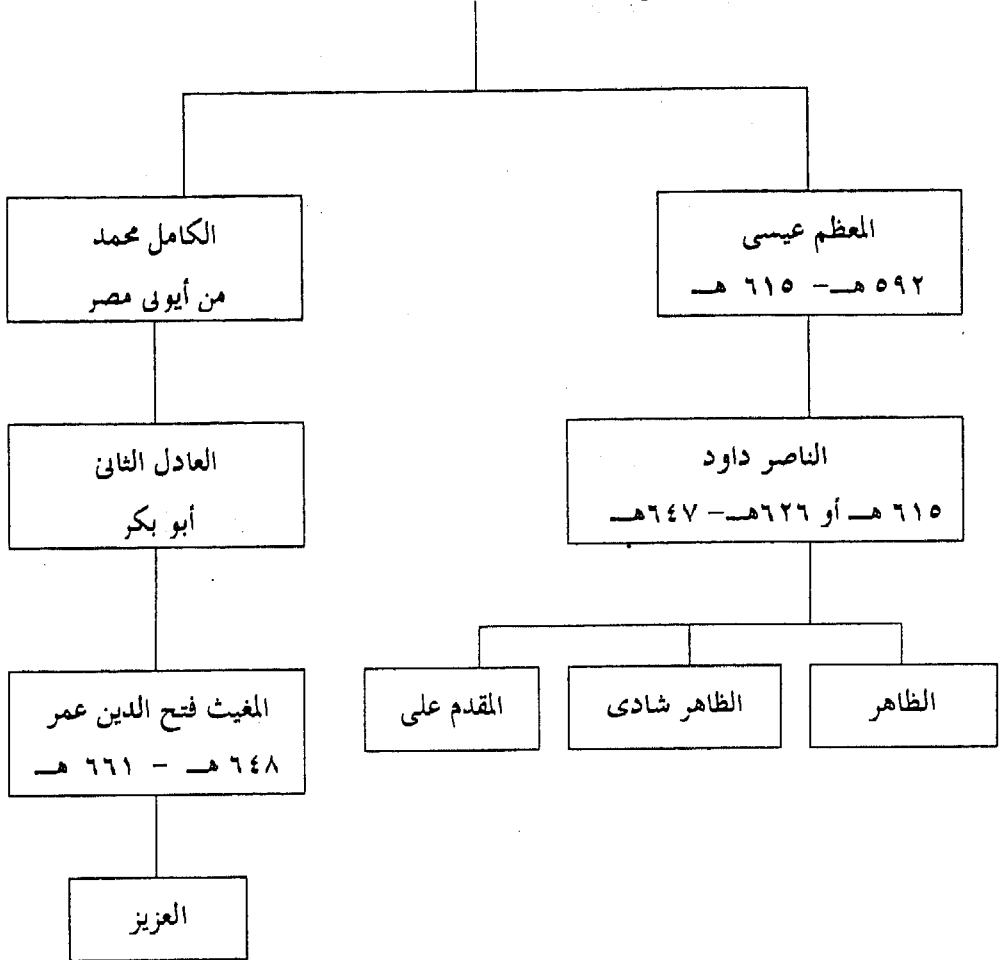 المعظم عيسى
٥٩٢ هـ – ٦١٥ هـ
الكامل محمد
من أيوبى مصر
الناصر داود
٦١٥ هـ أو ٦٢٦هـ – ٦٤٧هـ
العادل الثانى
أبو بكر
الظاهر
الظاهر شادى
المقدم على
المغيث فتح الدين عمر
٦٤٨ هـ – ٦٦١ هـ
العزيز